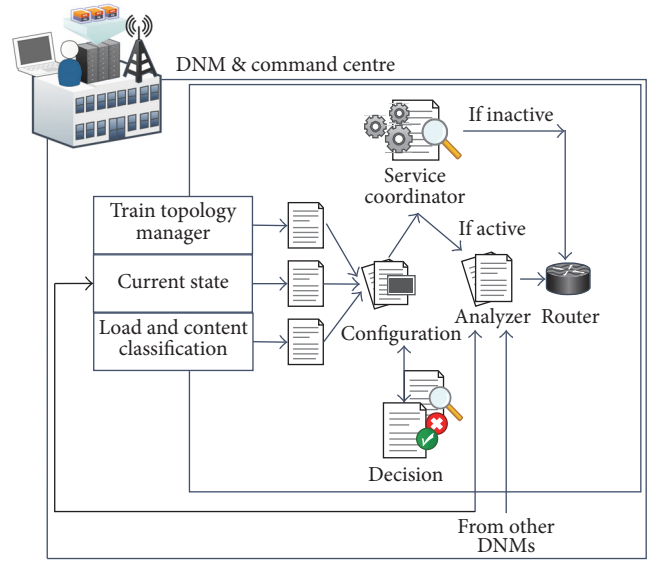 DNM & command centre
If inactive
Service
coordinator
Train topology
manager
If active
Current state
Load and content
classification
Configuration
Analyzer
Router
Decision
From other
DNMs